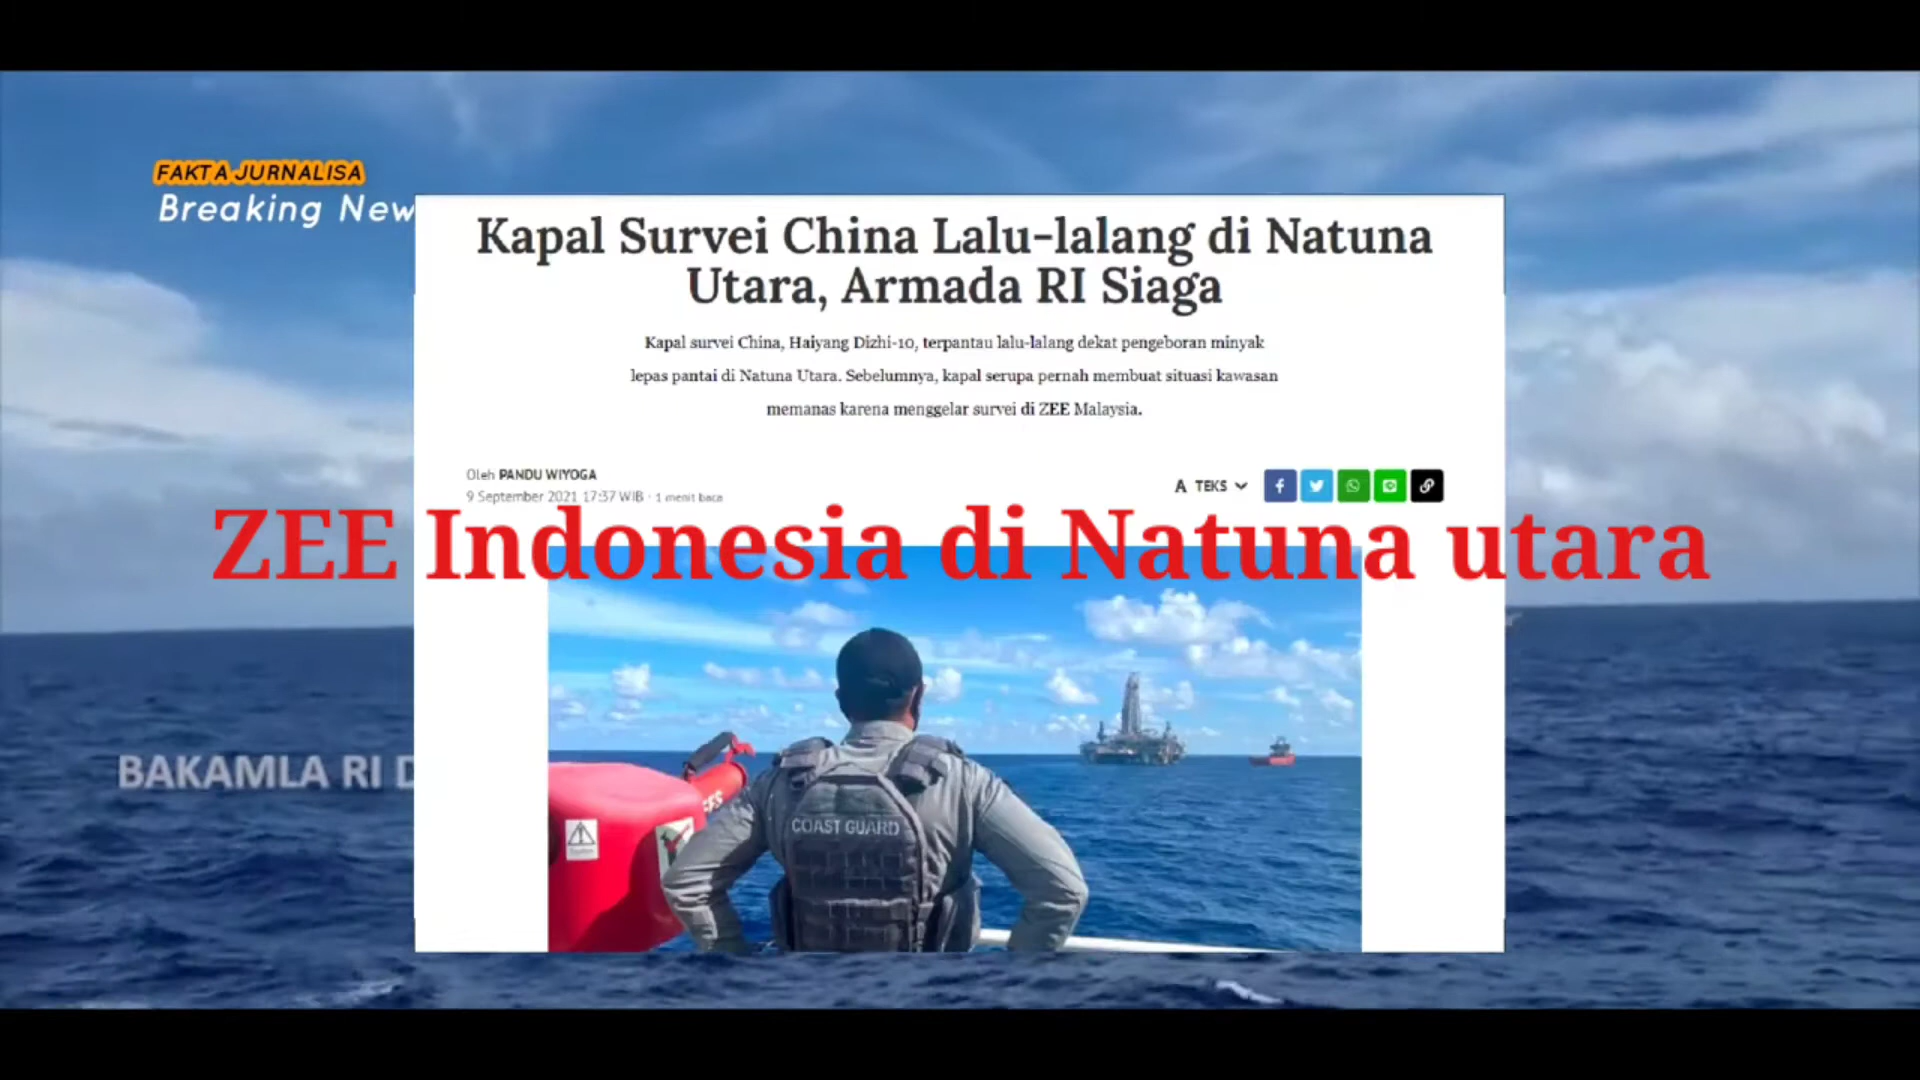 FAKTA JURNALISA
Breaking New
Kapal Survei China Lalu-lalang di Natuna
Utara, Armada RI Siaga
Kapal survei China, Haiyang Dizhi-10, terpantau lalu-lalang dekat pengeboran minyak
lepas pantai di Natuna Utara. Sebelumnya, kapal serupa pernah membuat situasi kawasan
memanas karena menggelar survei di ZEE Malaysia.
Oleh PANDU WIYOGA
9 September 2021 17:37 WIB · 1 menit baca
A TEKS
ZEE Indonesia di Natuna utara
BAKAMLA RI D
COAST GUARD